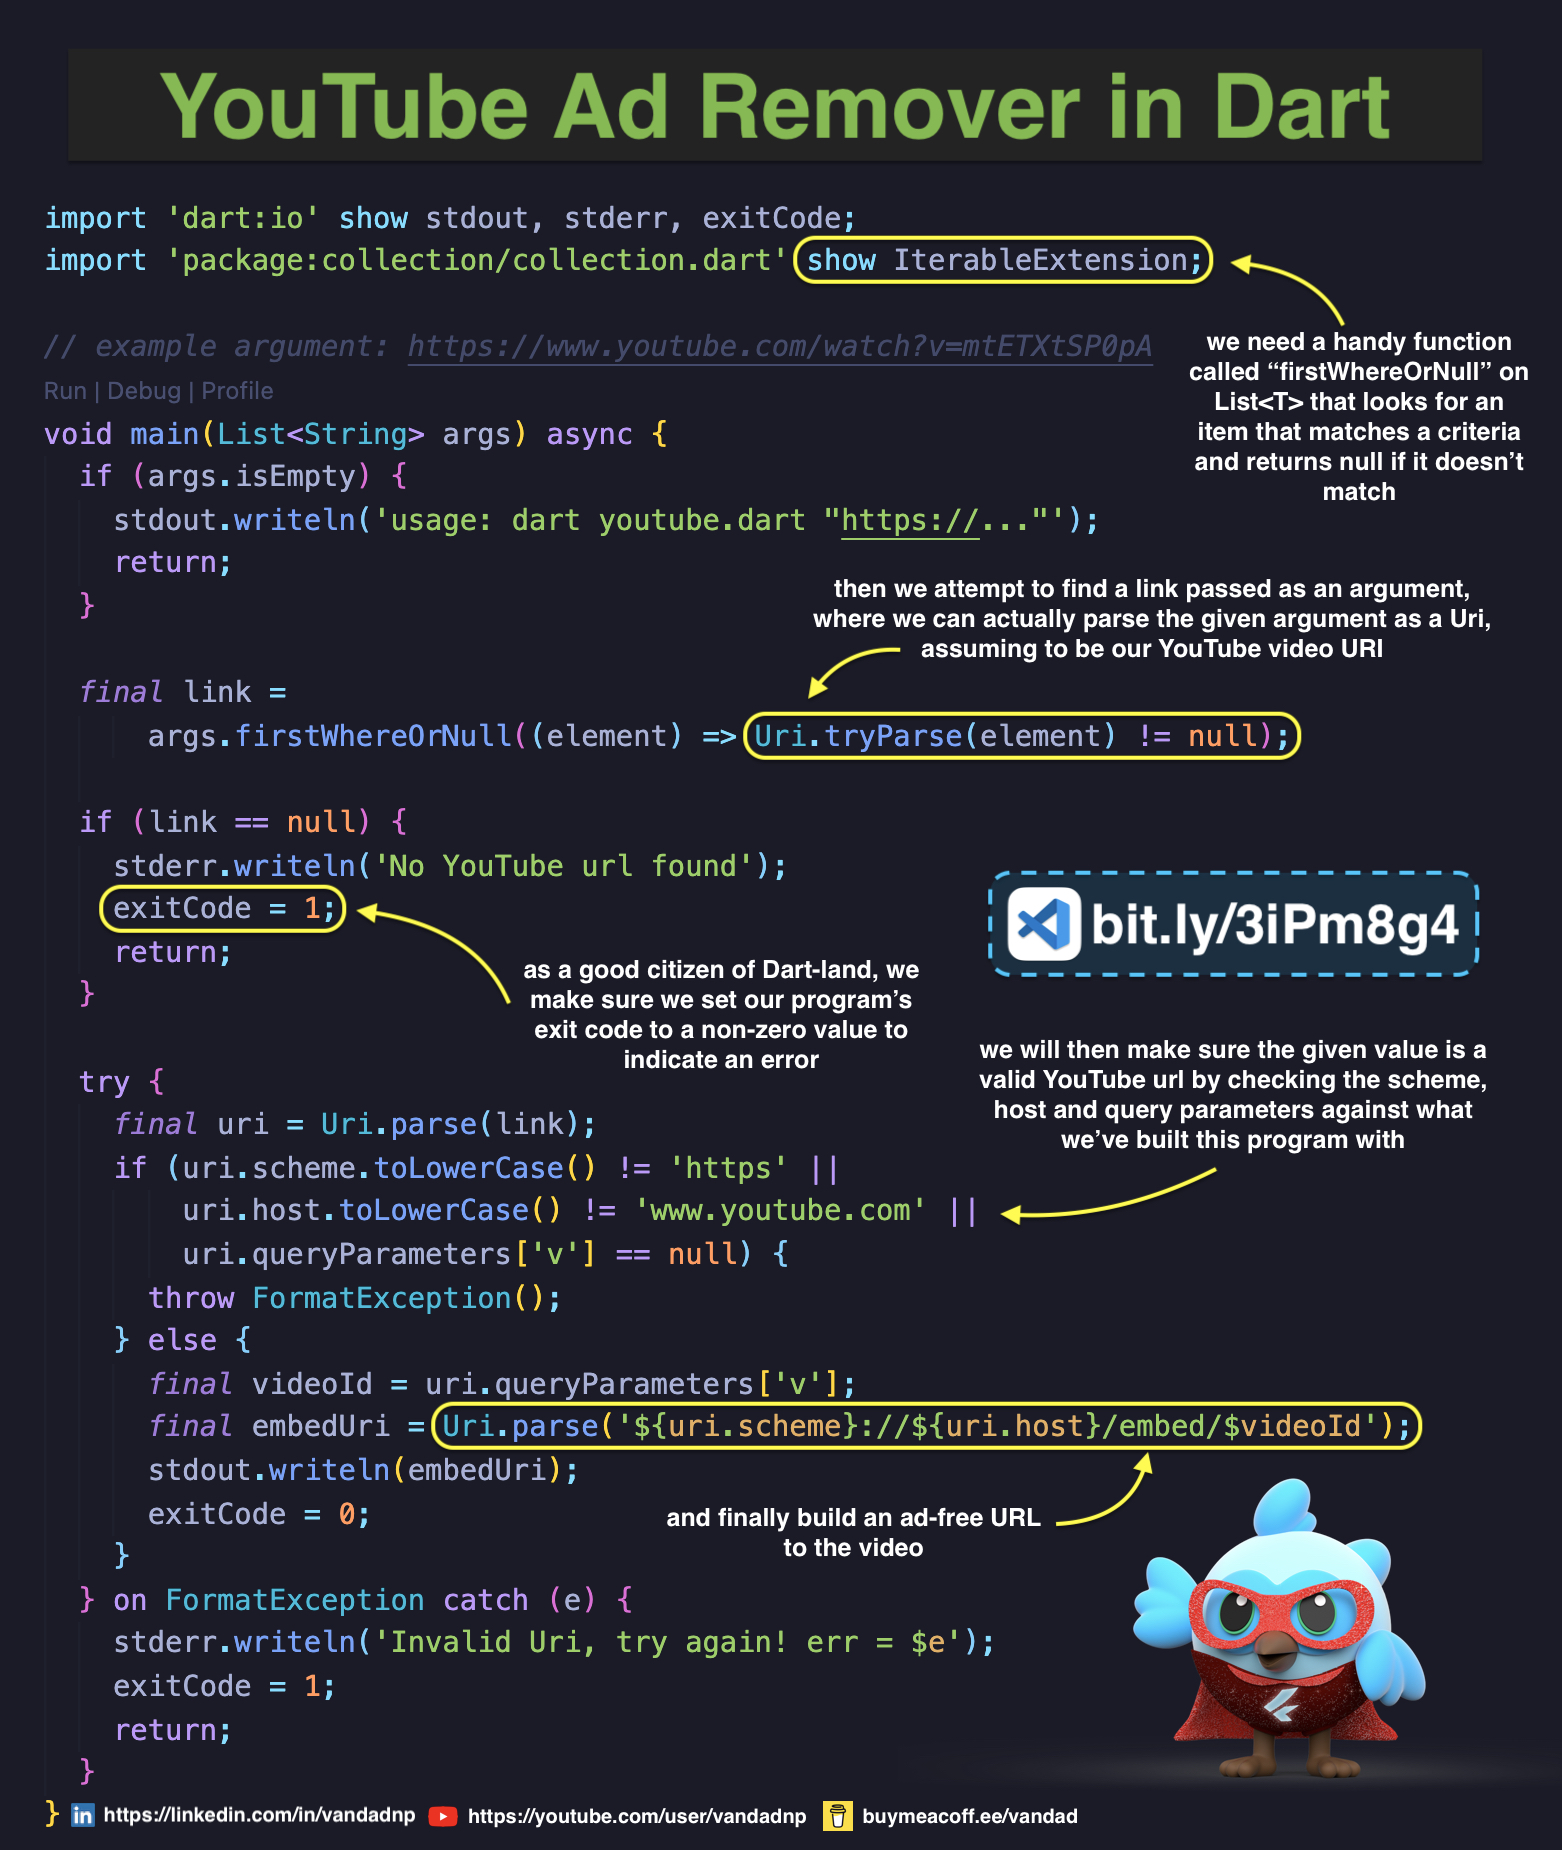 YouTube Ad Remover in Dart
import 'dart:io' show stdout, stderr, exitCode;
import 'package:collection/collection.dart' show IterableExtension;
we need a handy function
called “firstWhereOrNull” on
List<T> that looks for an
item that matches a criteria
and returns null if it doesn’t
match
// example argument: https://www.youtube.com/watch?v=mtETXtSP0pA
Run | Debug | Profile
void main(List<String> args) async {
if (args.isEmpty) {
stdout.writeln('usage: dart youtube.dart "https://..."');
return;
}
then we attempt to find a link passed as an argument,
where we can actually parse the given argument as a Uri,
assuming to be our YouTube video URI
final link =
args.firstWhereOrNull((element) => Uri.tryParse(element) != null);
if (link == null) {
stderr.writeln('No YouTube url found');
exitCode = 1;
return;
}
bit.ly/3iPm8g4
as a good citizen of Dart-land, we
make sure we set our program’s
exit code to a non-zero value to
indicate an error
we will then make sure the given value is a
valid YouTube url by checking the scheme,
host and query parameters against what
we’ve built this program with
try {
final uri = Uri.parse(link);
if (uri.scheme.toLowerCase() != 'https' ||
uri.host.toLowerCase() != 'www.youtube.com' ||
uri.queryParameters['v'] == null) {
throw FormatException();
} else {
final videoId = uri.queryParameters['v'];
final embedUri = Uri.parse('${uri.scheme}://${uri.host}/embed/$videoId');
stdout.writeln(embedUri);
exitCode = 0;
and finally build an ad-free URL
to the video
}
} on FormatException catch (e) {
stderr.writeln('Invalid Uri, try again! err = $e');
exitCode = 1;
return;
}
}
in https://linkedin.com/in/vandadnp https://youtube.com/user/vandadnp buymeacoff.ee/vandad